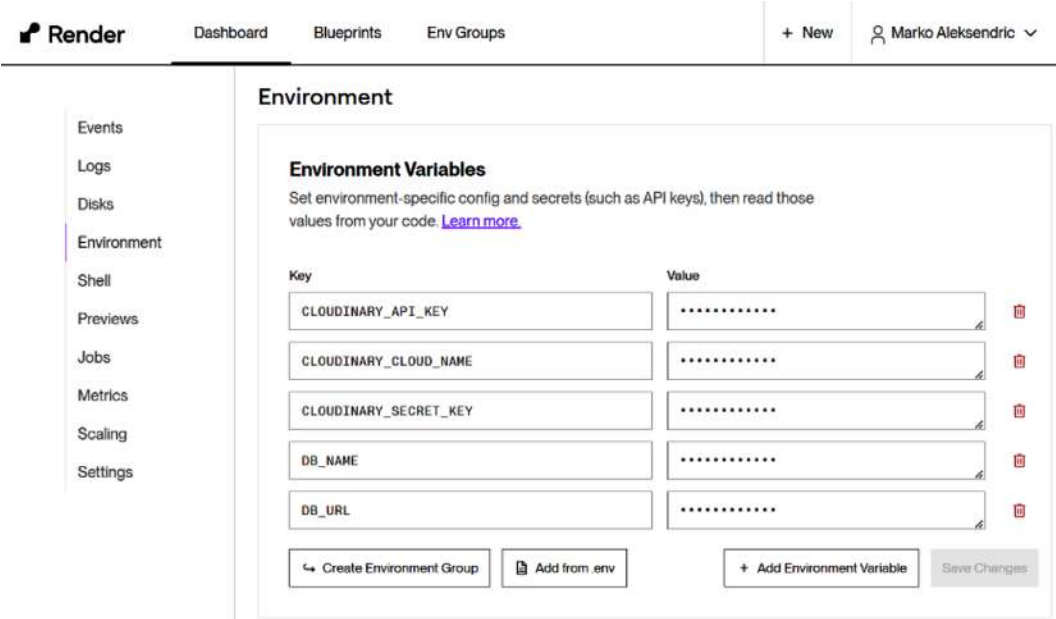 Render Dashboard Blueprints Env Groups + New Marko Aleksendric
Environment
Events
Logs
Disks
Environment
Shell
Previews
Jobs
Metrics
Scaling
Settings
Environment Variables
Set environment-specific config and secrets (such as API keys), then read those
values from your code. Learn more.
Key Value
CLOUDINARY_API_KEY ••••••••••••
CLOUDINARY_CLOUD_NAME ••••••••••••
CLOUDINARY_SECRET_KEY ••••••••••••
DB_NAME ••••••••••••
DB_URL ••••••••••••
Create Environment Group Add from .env + Add Environment Variable Save Changes